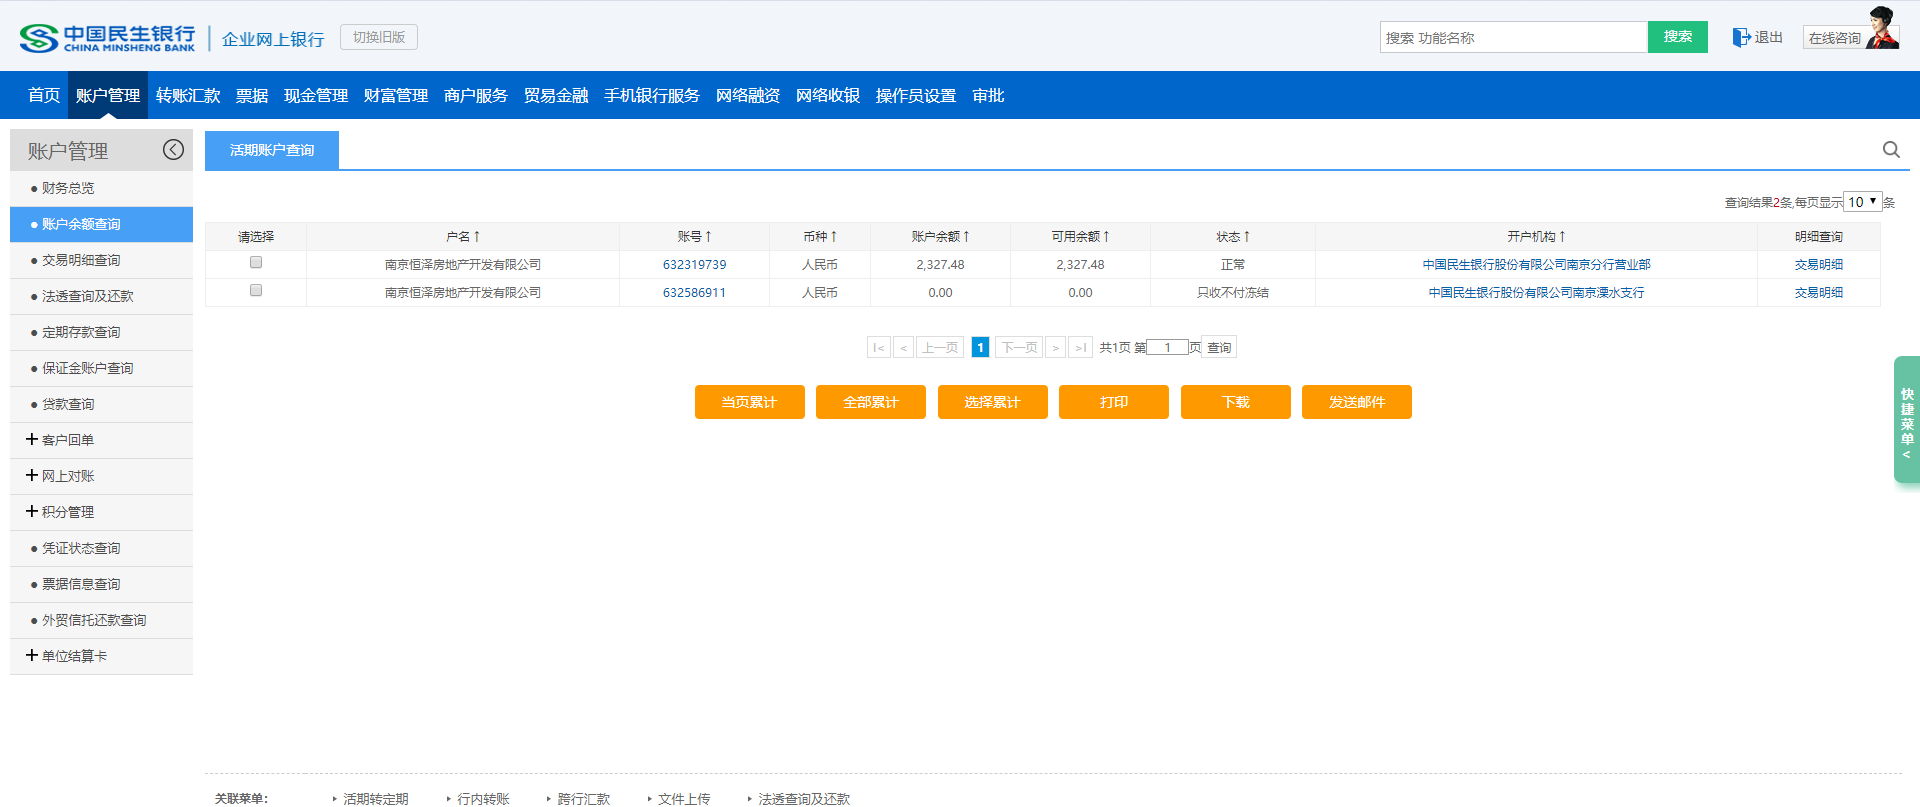 中国民生银行 CHINA MINSHENG BANK 企业网上银行 切换旧版 搜索 功能名称 搜索 退出 在线咨询
首页 账户管理 转账汇款 票据 现金管理 财富管理 商户服务 贸易金融 手机银行服务 网络融资 网络收银 操作员设置 审批
账户管理
● 财务总览
● 账户余额查询
● 交易明细查询
● 法透查询及还款
● 定期存款查询
● 保证金账户查询
● 贷款查询
+ 客户回单
+ 网上对账
+ 积分管理
● 凭证状态查询
● 票据信息查询
● 外贸信托还款查询
+ 单位结算卡
活期账户查询
查询结果2条,每页显示 10 条
请选择 户名↑ 账号↑ 币种↑ 账户余额↑ 可用余额↑ 状态↑ 开户机构↑ 明细查询
南京恒泽房地产开发有限公司 632319739 人民币 2,327.48 2,327.48 正常 中国民生银行股份有限公司南京分行营业部 交易明细
南京恒泽房地产开发有限公司 632586911 人民币 0.00 0.00 只收不付冻结 中国民生银行股份有限公司南京溧水支行 交易明细
|< < 上一页 1 下一页 > >| 共1页 第 1 页 查询
当页累计 全部累计 选择累计 打印 下载 发送邮件
快捷菜单 <
关联菜单: 活期转定期 行内转账 跨行汇款 文件上传 法透查询及还款